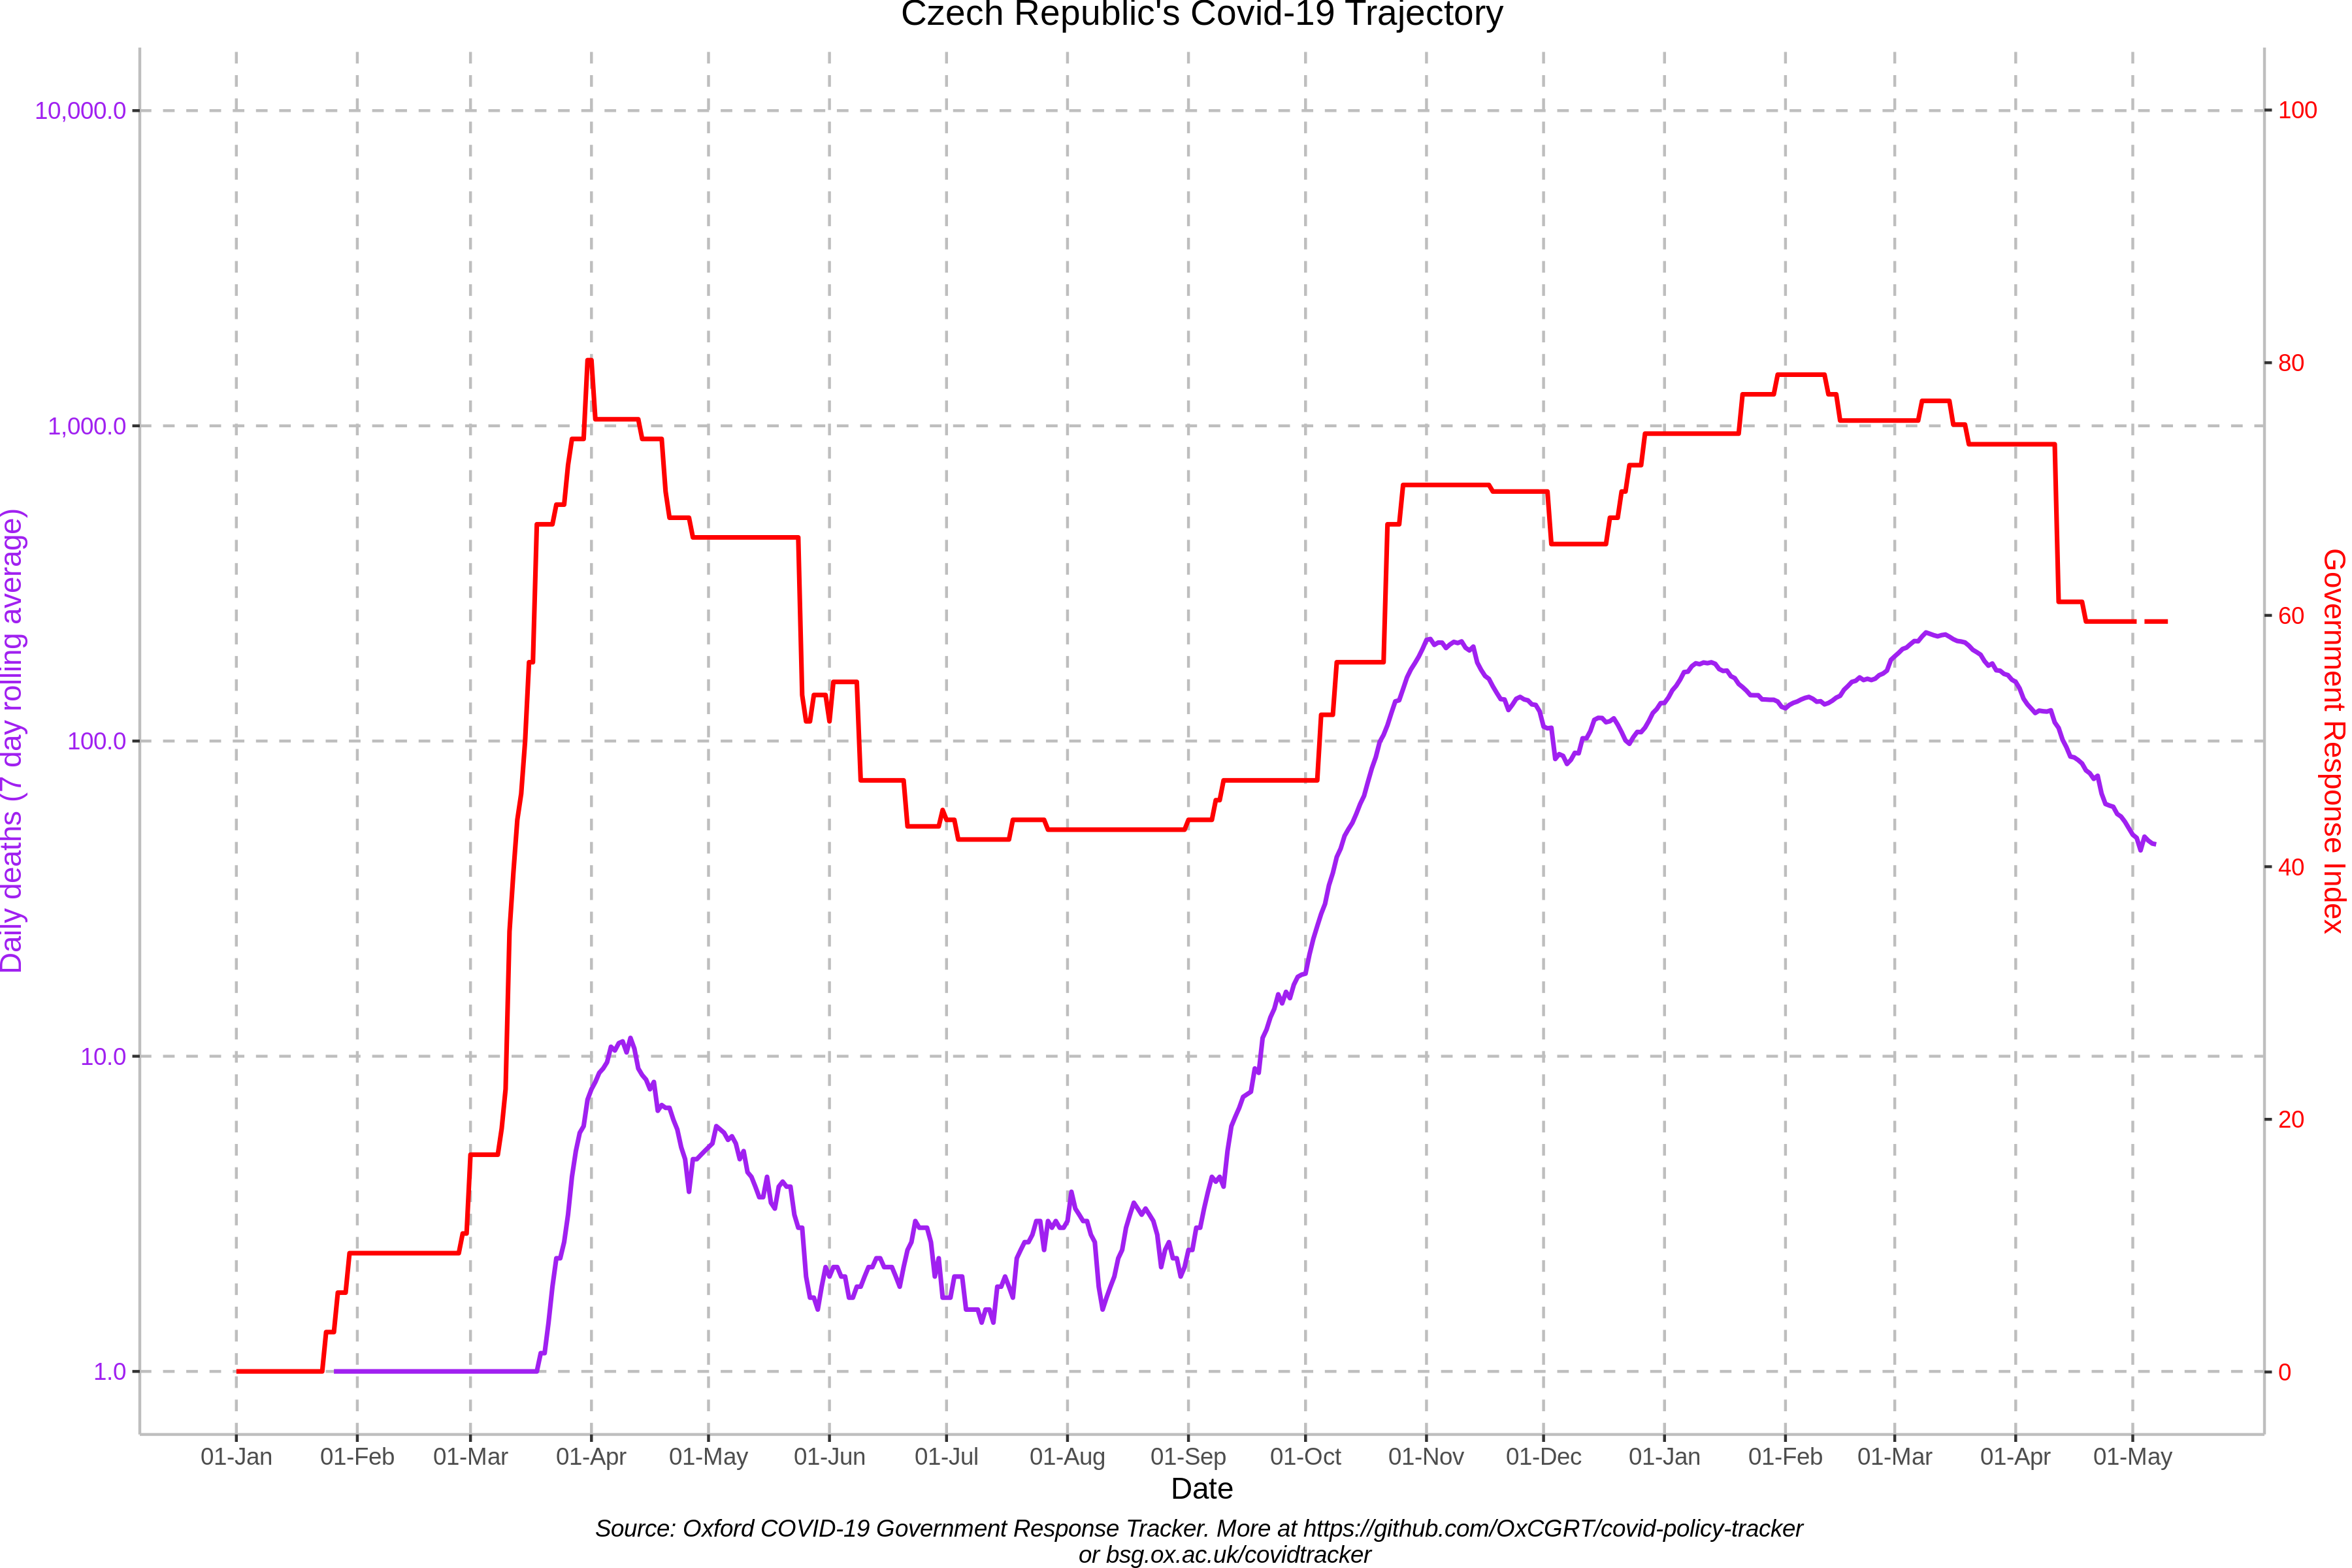 Czech Republic's Covid-19 Trajectory
10,000.0
1,000.0
100.0
10.0
1.0
Daily deaths (7 day rolling average)
100
80
60
40
20
0
Government Response Index
01-Jan 01-Feb 01-Mar 01-Apr 01-May 01-Jun 01-Jul 01-Aug 01-Sep 01-Oct 01-Nov 01-Dec 01-Jan 01-Feb 01-Mar 01-Apr 01-May
Date
Source: Oxford COVID-19 Government Response Tracker. More at https://github.com/OxCGRT/covid-policy-tracker
or bsg.ox.ac.uk/covidtracker